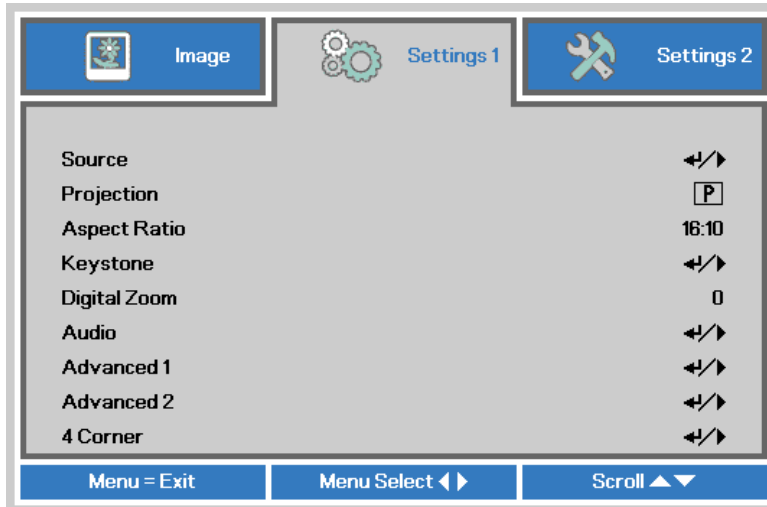 Image
Settings 1
Settings 2
Source
Projection P
Aspect Ratio 16:10
Keystone
Digital Zoom 0
Audio
Advanced 1
Advanced 2
4 Corner
Menu = Exit
Menu Select
Scroll